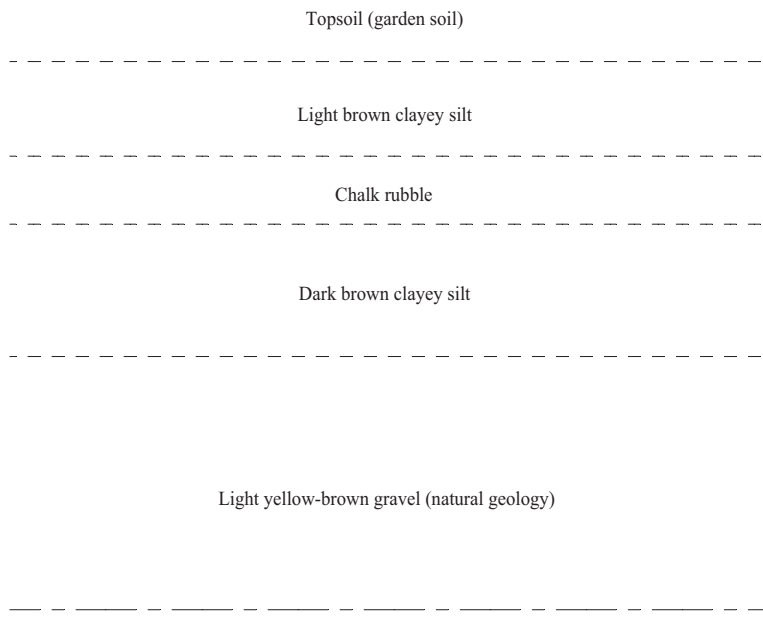 Topsoil (garden soil)
Light brown clayey silt
Chalk rubble
Dark brown clayey silt
Light yellow-brown gravel (natural geology)